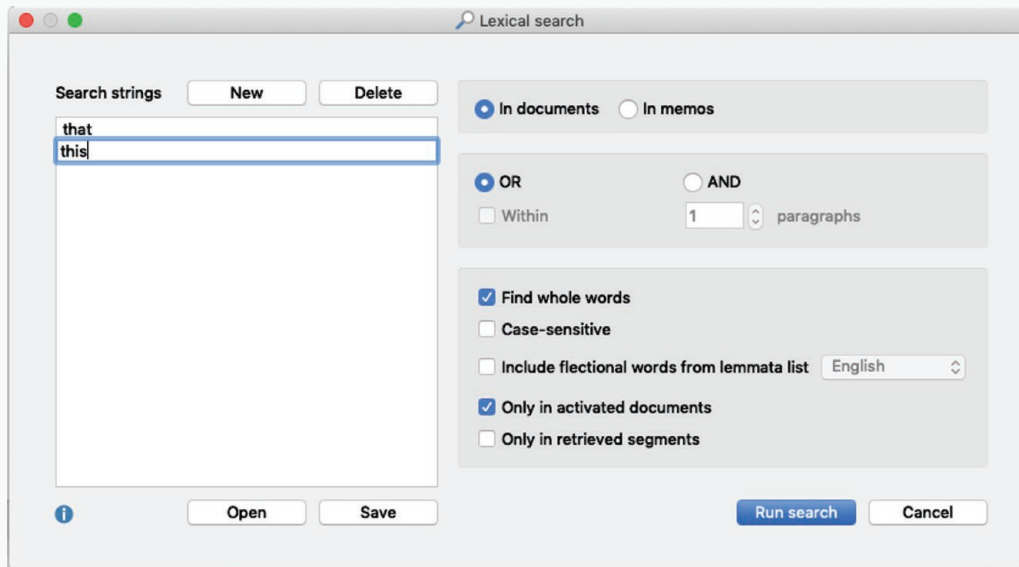 Lexical search
Search strings New Delete
that
this
In documents In memos
OR AND
Within 1 paragraphs
Find whole words
Case-sensitive
Include flectional words from lemmata list English
Only in activated documents
Only in retrieved segments
Open Save
Run search Cancel